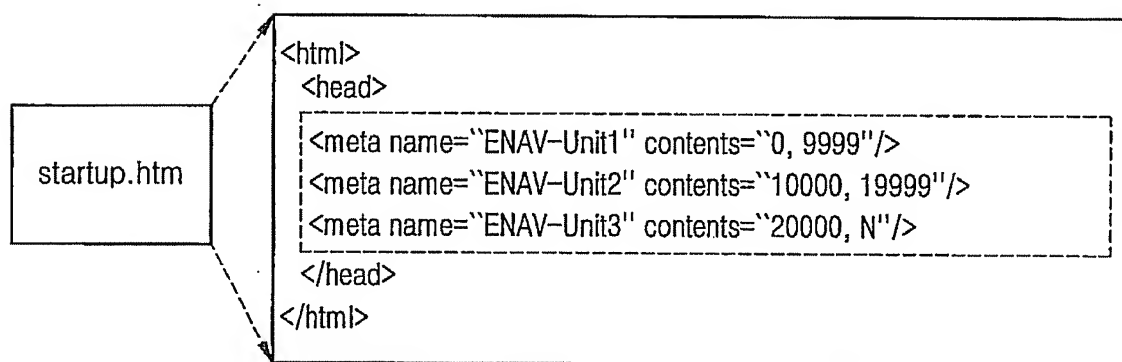 startup.htm
<html>
<head>
<meta name="``ENAV-Unit1" contents="``0, 9999"/>
<meta name="``ENAV-Unit2" contents="``10000, 19999"/>
<meta name="``ENAV-Unit3" contents="``20000, N"/>
</head>
</html>